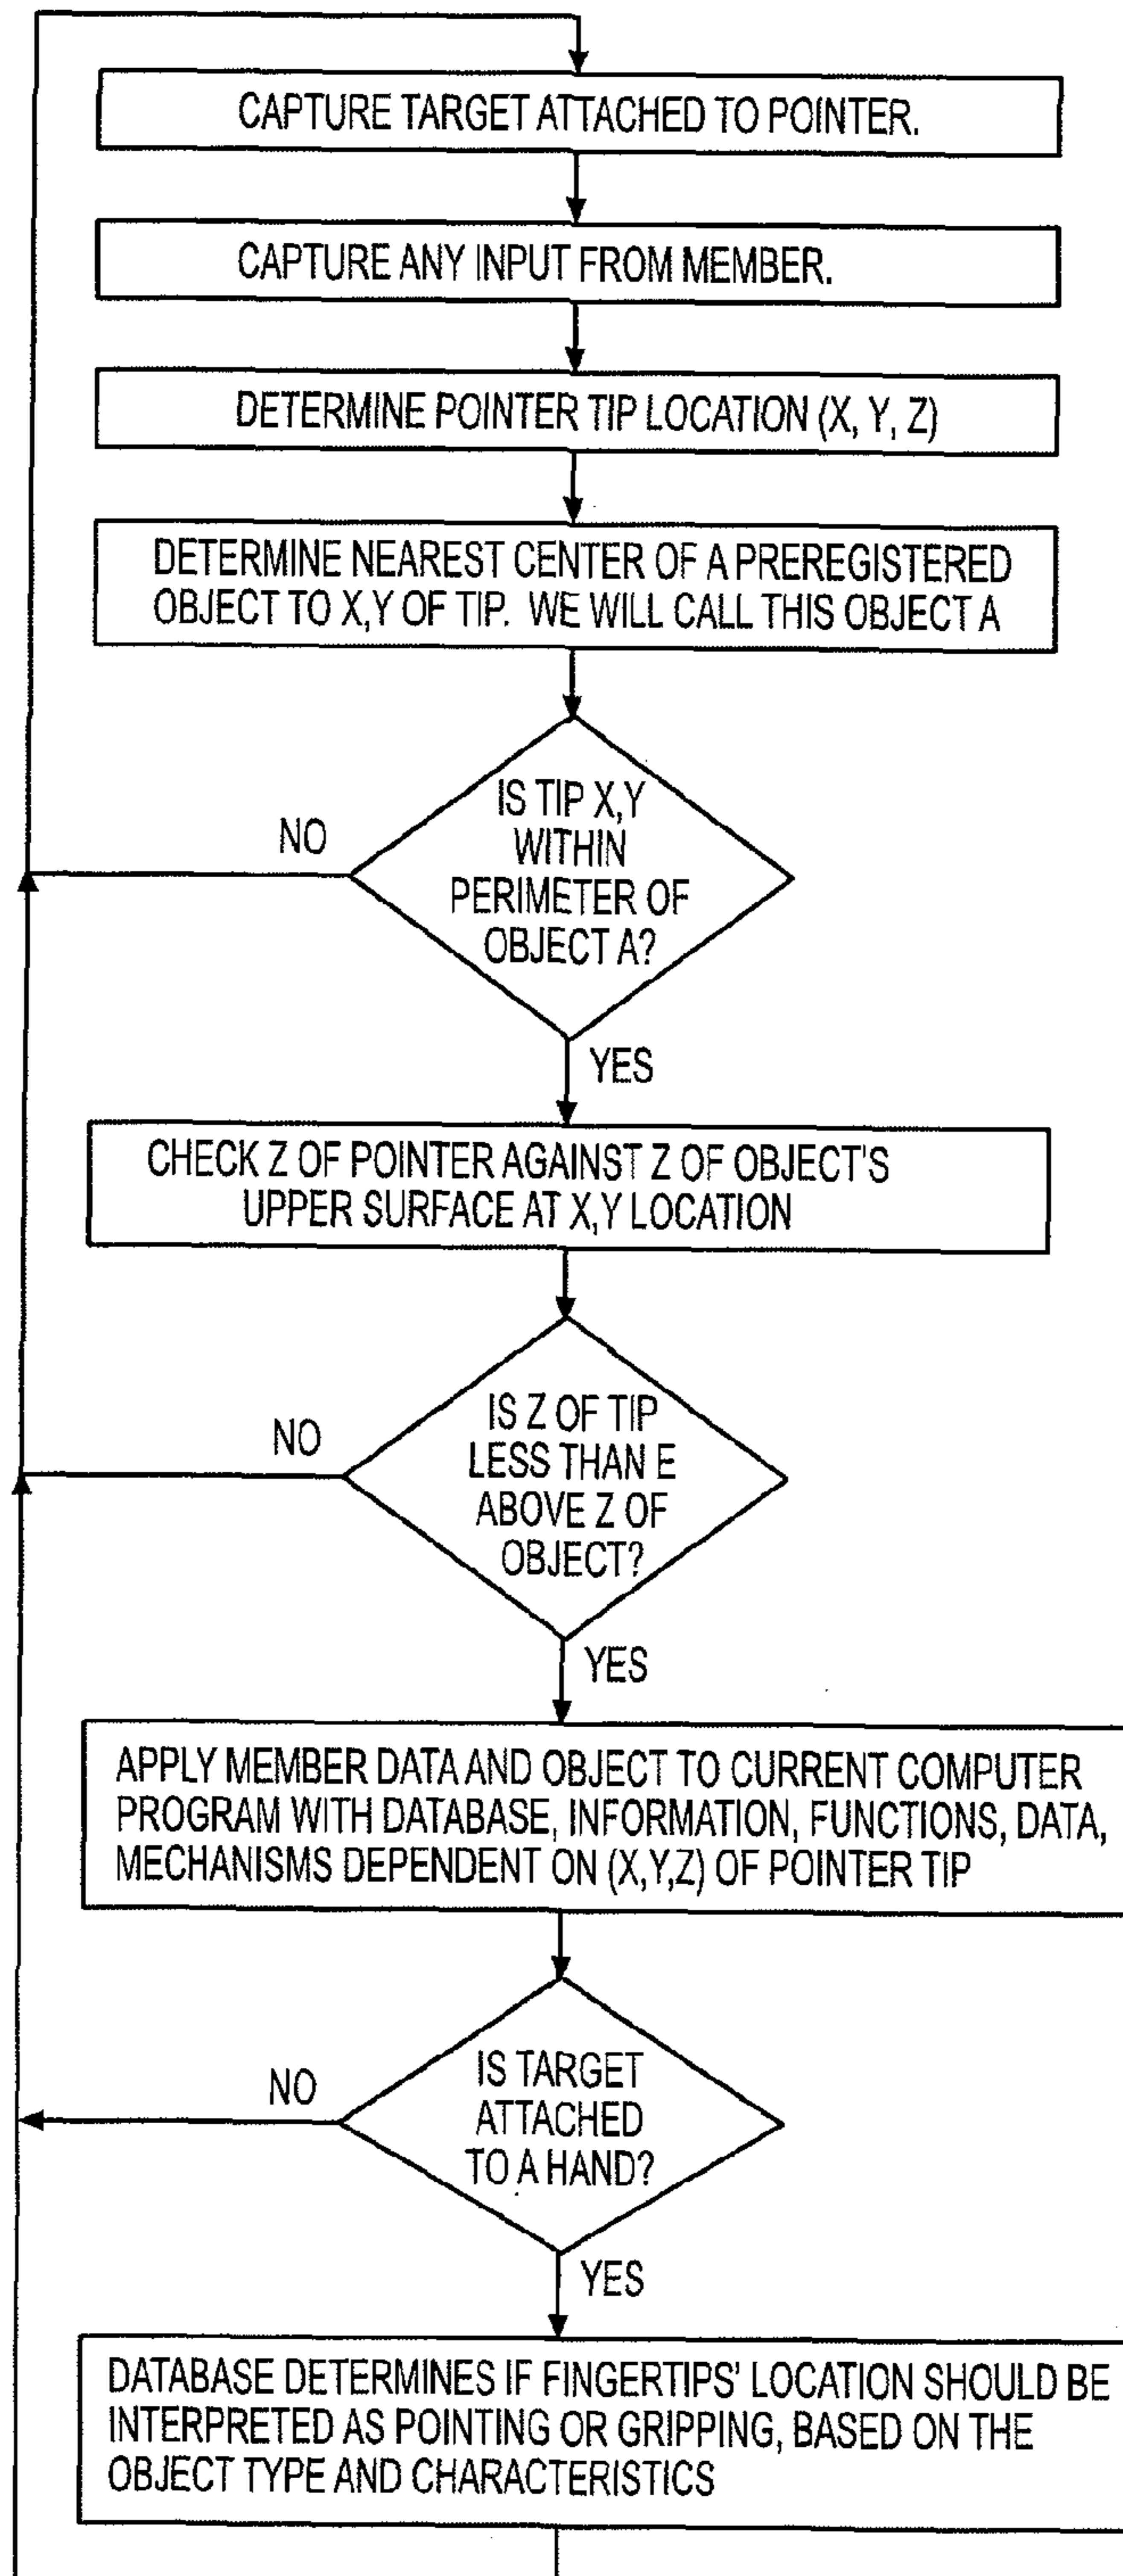 CAPTURE TARGET ATTACHED TO POINTER.
CAPTURE ANY INPUT FROM MEMBER.
DETERMINE POINTER TIP LOCATION (X, Y, Z)
DETERMINE NEAREST CENTER OF A PREREGISTERED
OBJECT TO X,Y OF TIP. WE WILL CALL THIS OBJECT A
IS TIP X,Y
WITHIN
PERIMETER OF
OBJECT A?
NO
YES
CHECK Z OF POINTER AGAINST Z OF OBJECT'S
UPPER SURFACE AT X,Y LOCATION
IS Z OF TIP
LESS THAN E
ABOVE Z OF
OBJECT?
NO
YES
APPLY MEMBER DATA AND OBJECT TO CURRENT COMPUTER
PROGRAM WITH DATABASE, INFORMATION, FUNCTIONS, DATA,
MECHANISMS DEPENDENT ON (X,Y,Z) OF POINTER TIP
IS TARGET
ATTACHED
TO A HAND?
NO
YES
DATABASE DETERMINES IF FINGERTIPS' LOCATION SHOULD BE
INTERPRETED AS POINTING OR GRIPPING, BASED ON THE
OBJECT TYPE AND CHARACTERISTICS